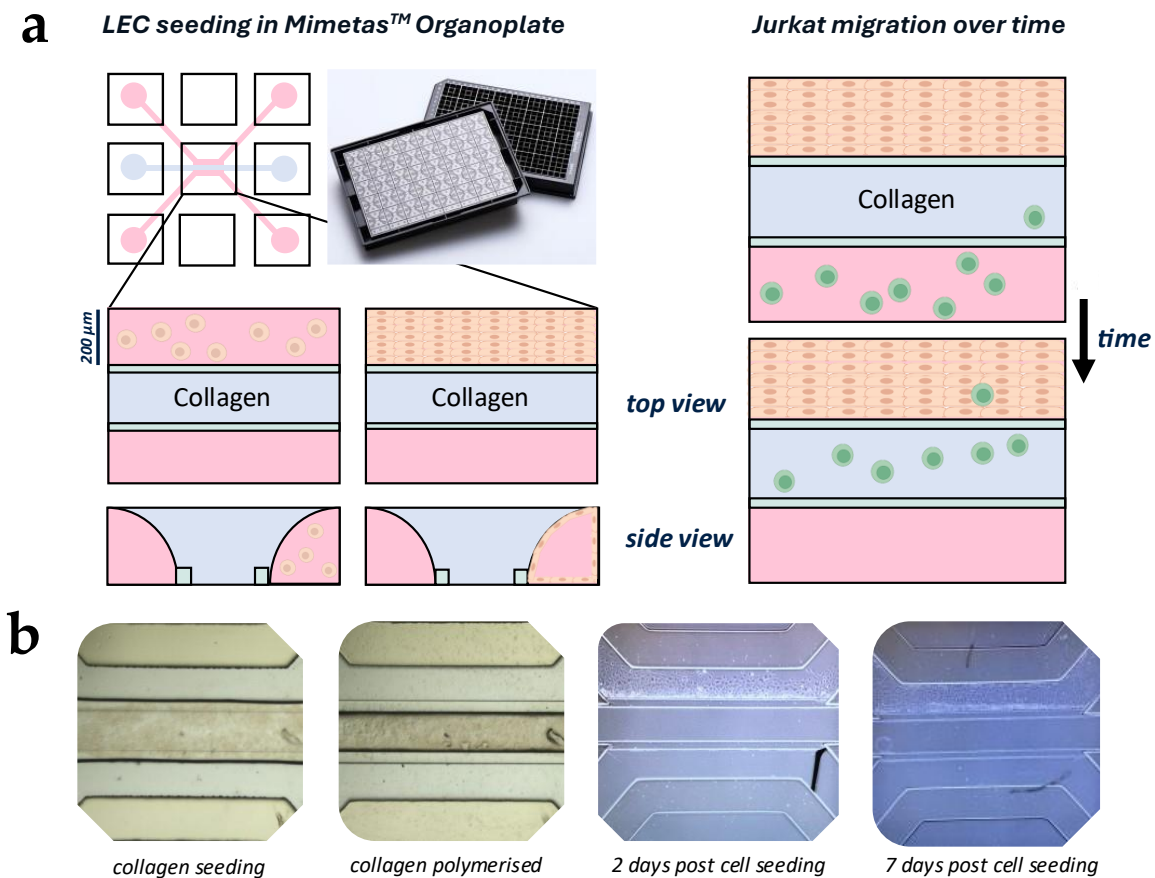 a
LEC seeding in Mimetas™ Organoplate
Jurkat migration over time
Collagen
200 µm
time
Collagen
Collagen
top view
side view
b
collagen seeding
collagen polymerised
2 days post cell seeding
7 days post cell seeding